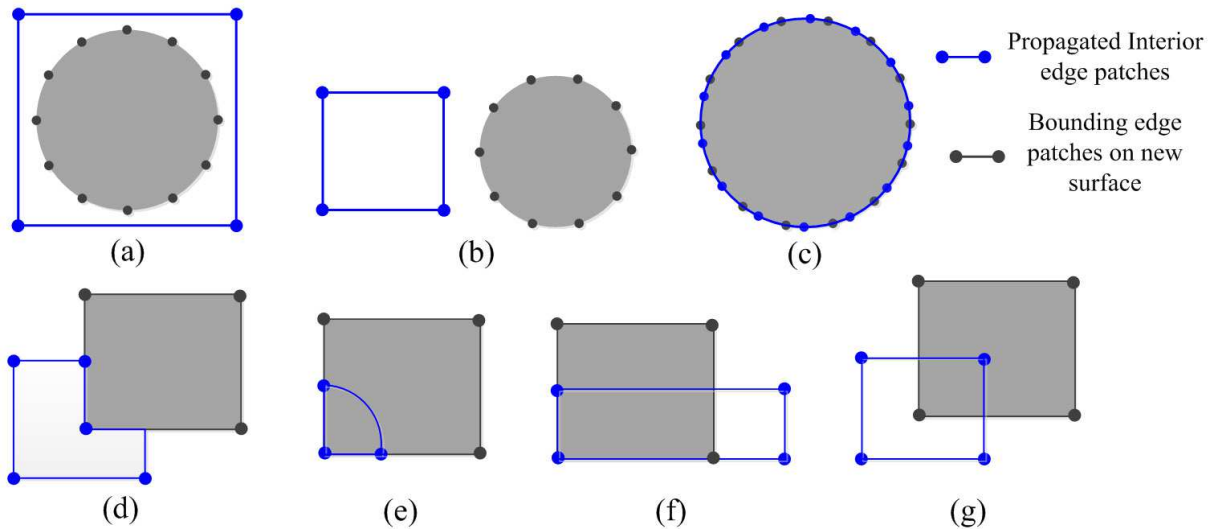 Propagated Interior
edge patches
Bounding edge
patches on new
surface
(a)
(b)
(c)
(d)
(e)
(f)
(g)